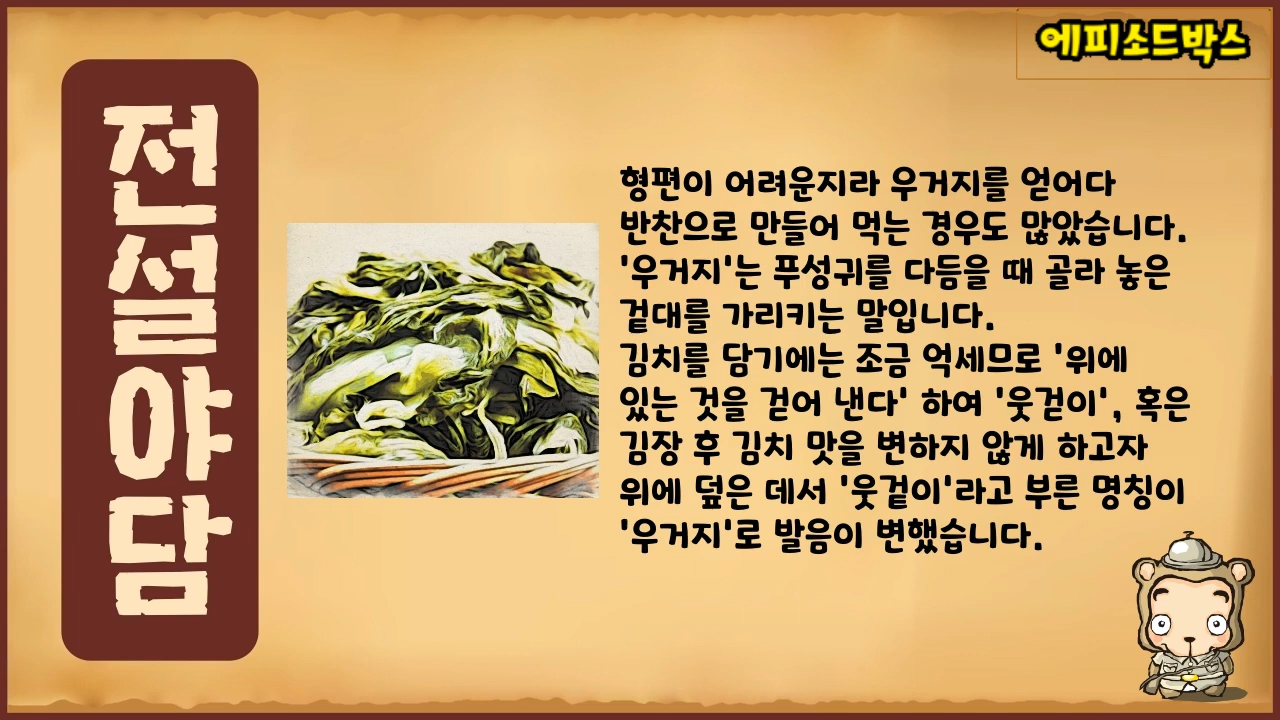 에피소드박스
전설야담
형편이 어려운지라 우거지를 얻어다
반찬으로 만들어 먹는 경우도 많았습니다.
'우거지'는 푸성귀를 다듬을 때 골라 놓은
겉대를 가리키는 말입니다.
김치를 담기에는 조금 억세므로 '위에
있는 것을 걷어 낸다' 하여 '웃걷이', 혹은
김장 후 김치 맛을 변하지 않게 하고자
위에 덮은 데서 '웃겉이'라고 부른 명칭이
'우거지'로 발음이 변했습니다.